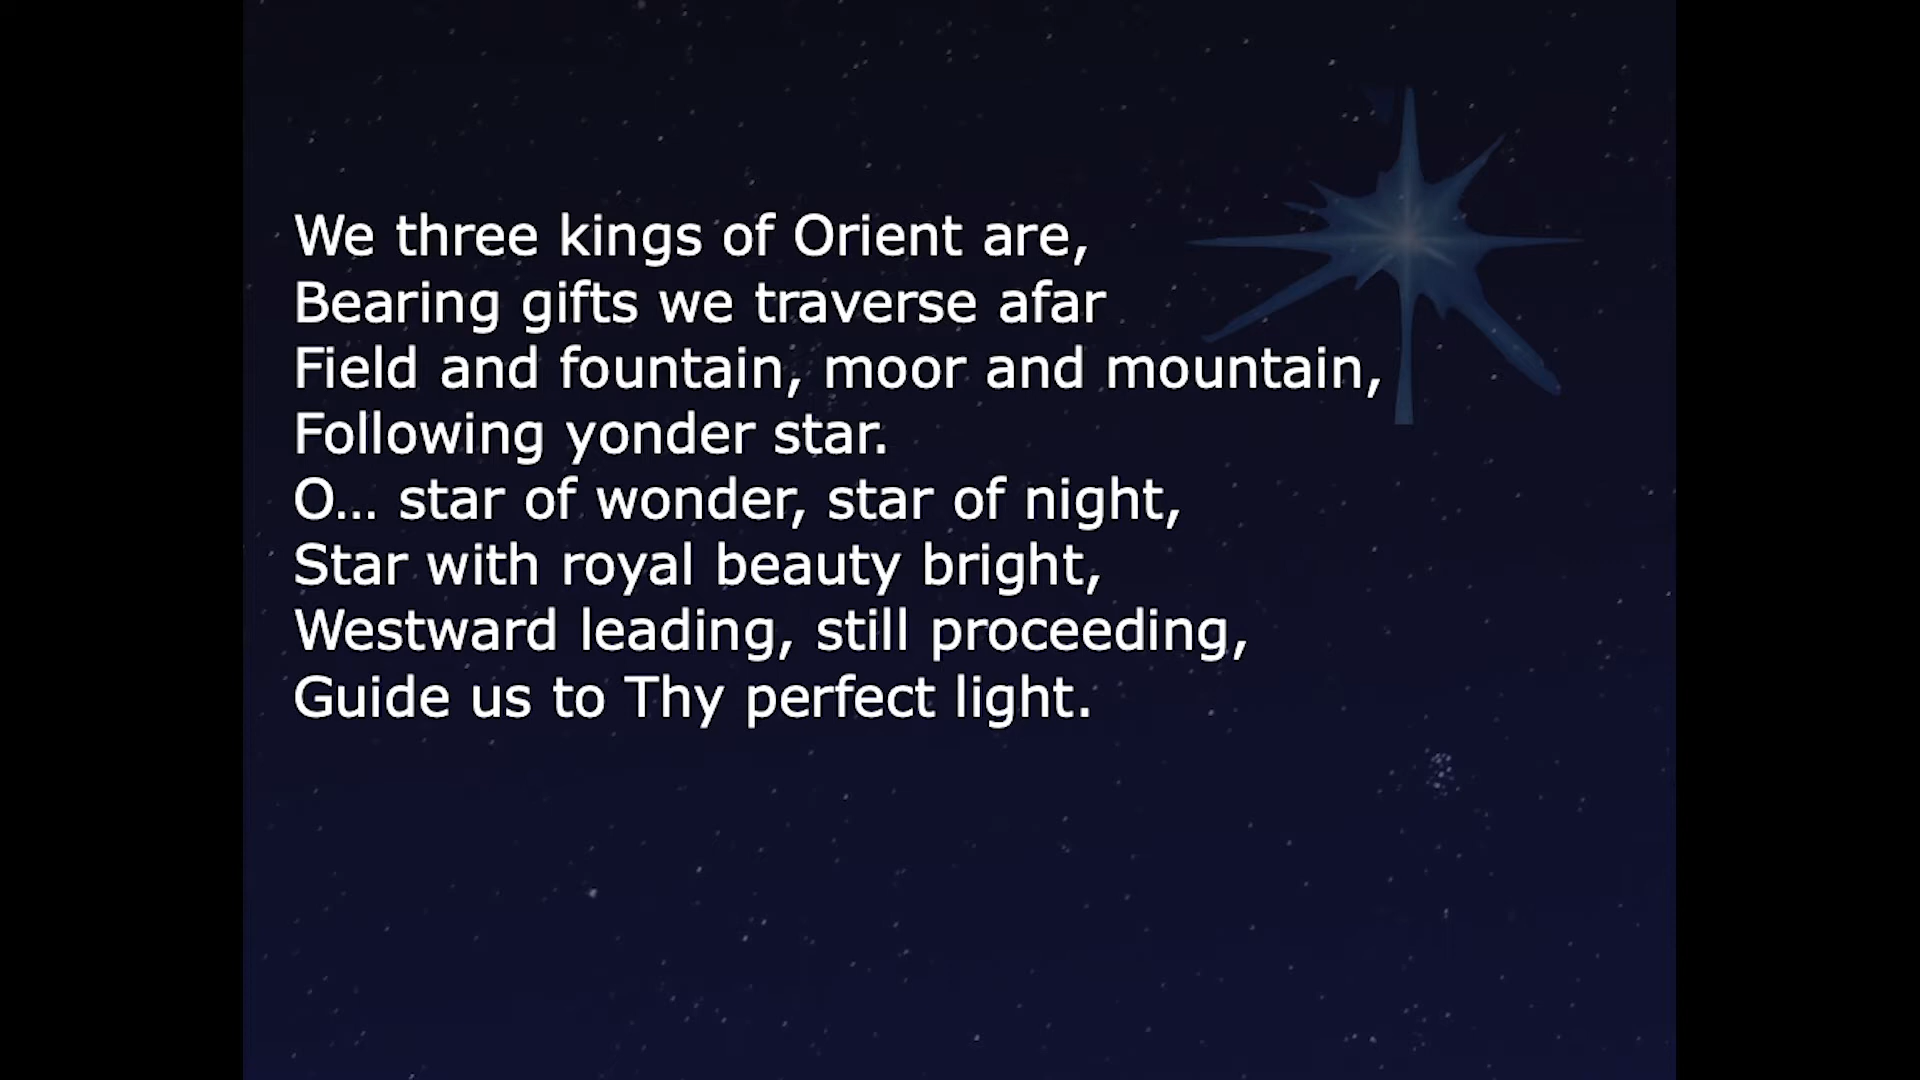 We three kings of Orient are,
Bearing gifts we traverse afar
Field and fountain, moor and mountain,
Following yonder star.
O... star of wonder, star of night,
Star with royal beauty bright,
Westward leading, still proceeding,
Guide us to Thy perfect light.